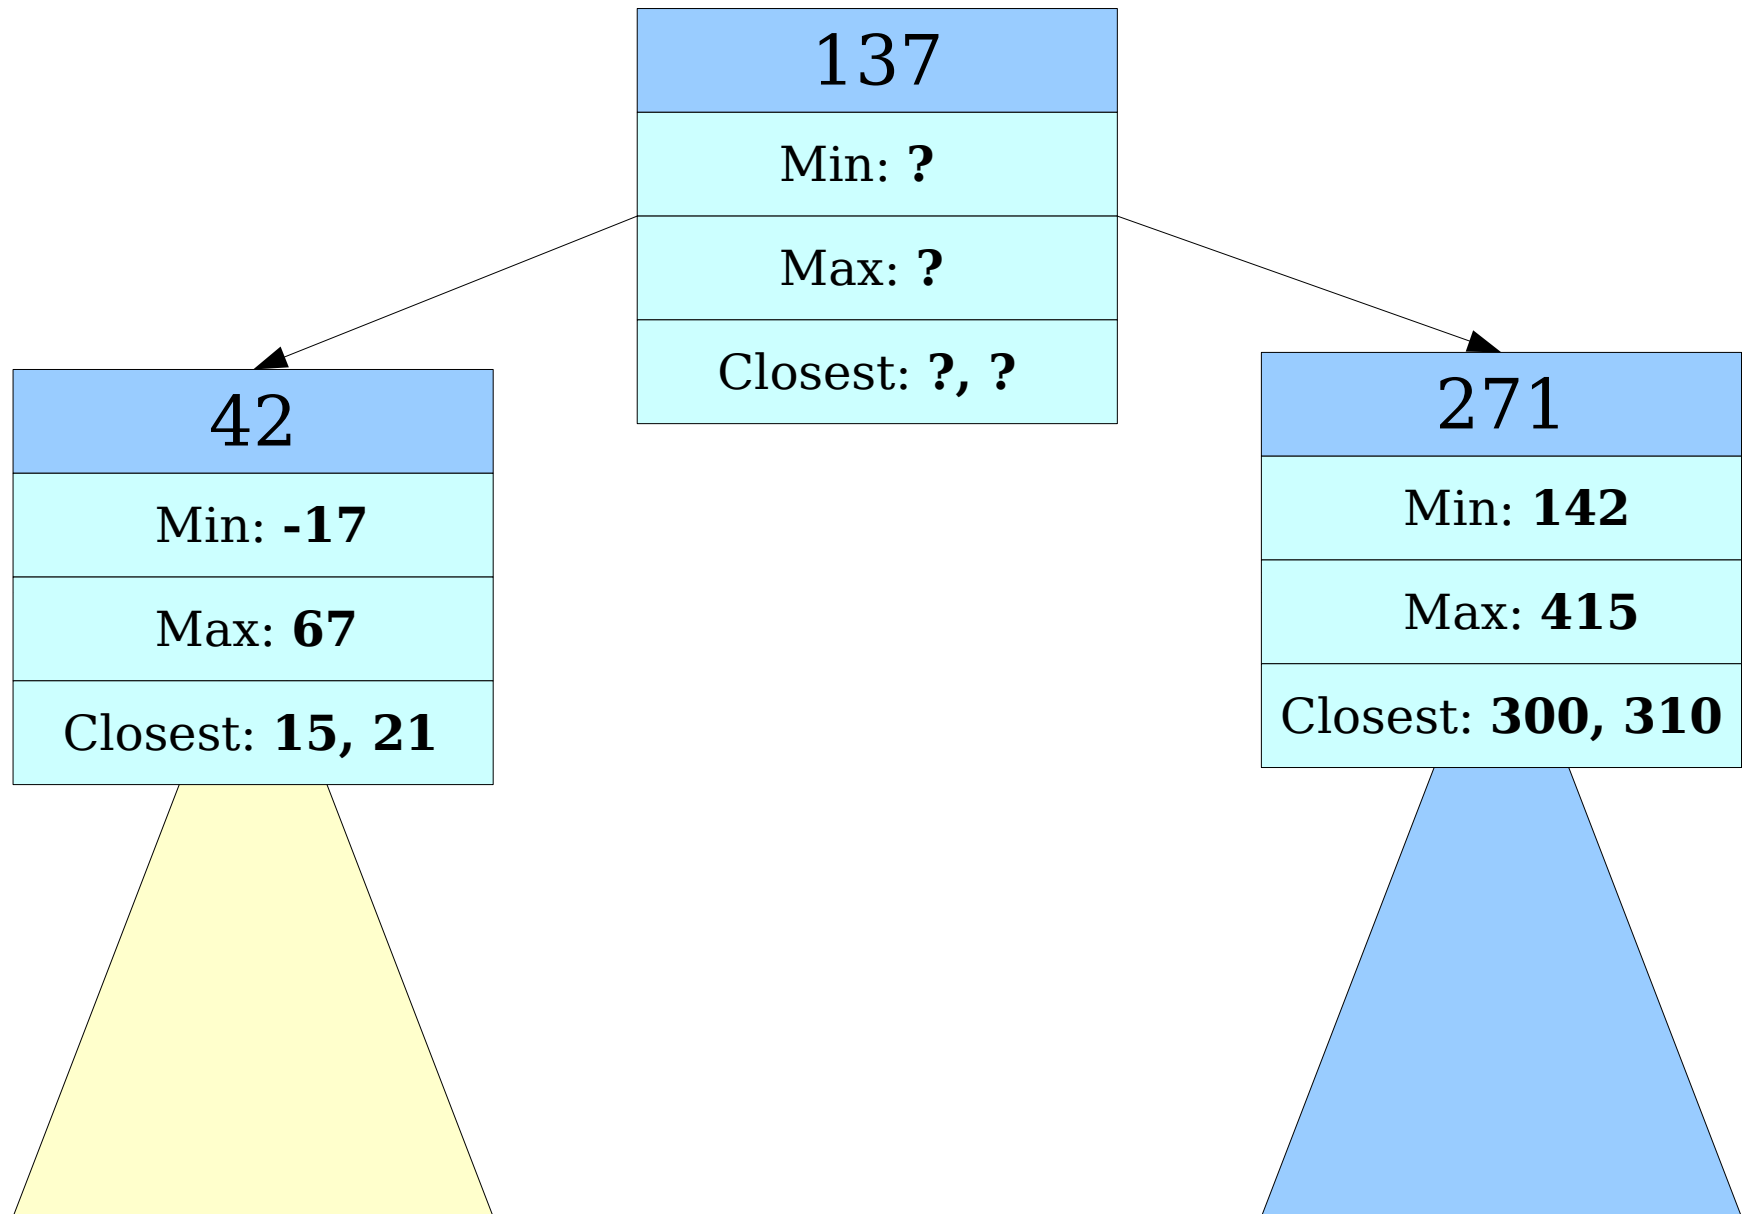 137
Min: ?
Max: ?
Closest: ?, ?
42
Min: -17
Max: 67
Closest: 15, 21
271
Min: 142
Max: 415
Closest: 300, 310